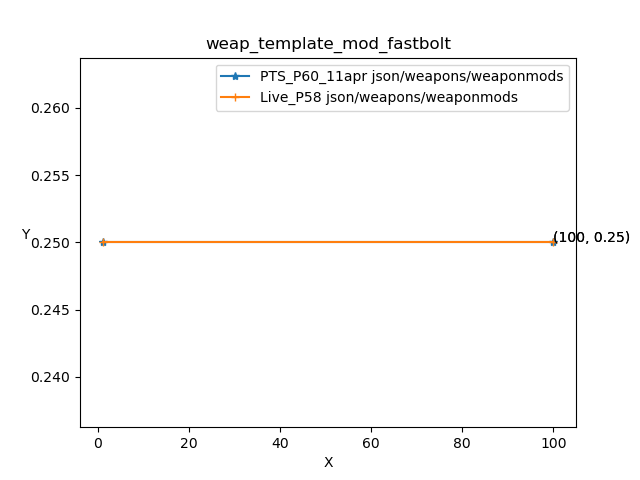 weap_template_mod_fastbolt
PTS_P60_11apr json/weapons/weaponmods
Live_P58 json/weapons/weaponmods
0.260
0.255
Y
0.250
(100, 0.25)
0.245
0.240
0 20 40 60 80 100
X